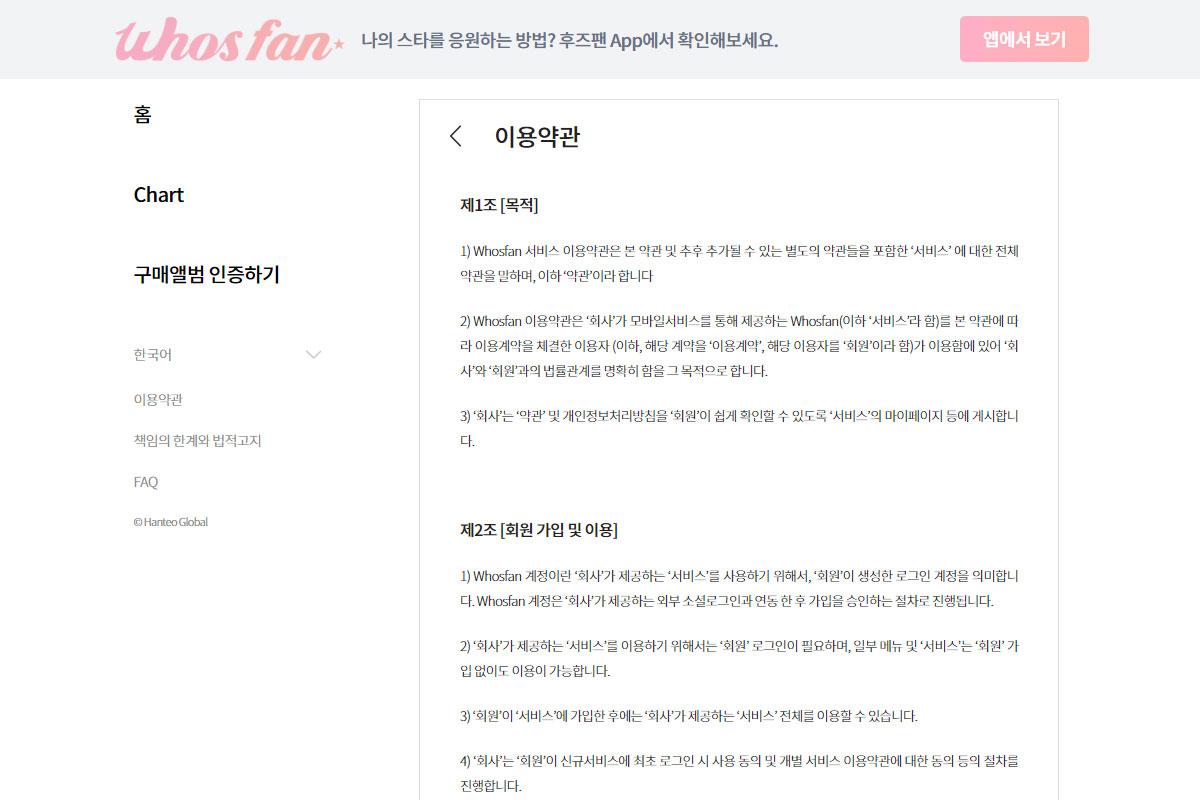 whosfan
나의 스타를 응원하는 방법? 후즈팬 App에서 확인해보세요.
앱에서 보기
홈
Chart
구매앨범 인증하기
한국어
이용약관
책임의 한계와 법적고지
FAQ
© Hanteo Global
이용약관
제1조 [목적]
1) Whosfan 서비스 이용약관은 본 약관 및 추후 추가될 수 있는 별도의 약관들을 포함한 ‘서비스’ 에 대한 전체
약관을 말하며, 이하 ‘약관’이라 합니다
2) Whosfan 이용약관은 ‘회사’가 모바일서비스를 통해 제공하는 Whosfan(이하 ‘서비스’라 함)를 본 약관에 따
라 이용계약을 체결한 이용자 (이하, 해당 계약을 ‘이용계약’, 해당 이용자를 ‘회원’이라 함)가 이용함에 있어 ‘회
사’와 ‘회원’과의 법률관계를 명확히 함을 그 목적으로 합니다.
3) ‘회사’는 ‘약관’ 및 개인정보처리방침을 ‘회원’이 쉽게 확인할 수 있도록 ‘서비스’의 마이페이지 등에 게시합니
다.
제2조 [회원 가입 및 이용]
1) Whosfan 계정이란 ‘회사’가 제공하는 ‘서비스’를 사용하기 위해서, ‘회원’이 생성한 로그인 계정을 의미합니
다. Whosfan 계정은 ‘회사’가 제공하는 외부 소셜로그인과 연동 한 후 가입을 승인하는 절차로 진행됩니다.
2) ‘회사’가 제공하는 ‘서비스’를 이용하기 위해서는 ‘회원’ 로그인이 필요하며, 일부 메뉴 및 ‘서비스’는 ‘회원’ 가
입 없이도 이용이 가능합니다.
3) ‘회원’이 ‘서비스’에 가입한 후에는 ‘회사’가 제공하는 ‘서비스’ 전체를 이용할 수 있습니다.
4) ‘회사’는 ‘회원’이 신규서비스에 최초 로그인 시 사용 동의 및 개별 서비스 이용약관에 대한 동의 등의 절차를
진행합니다.